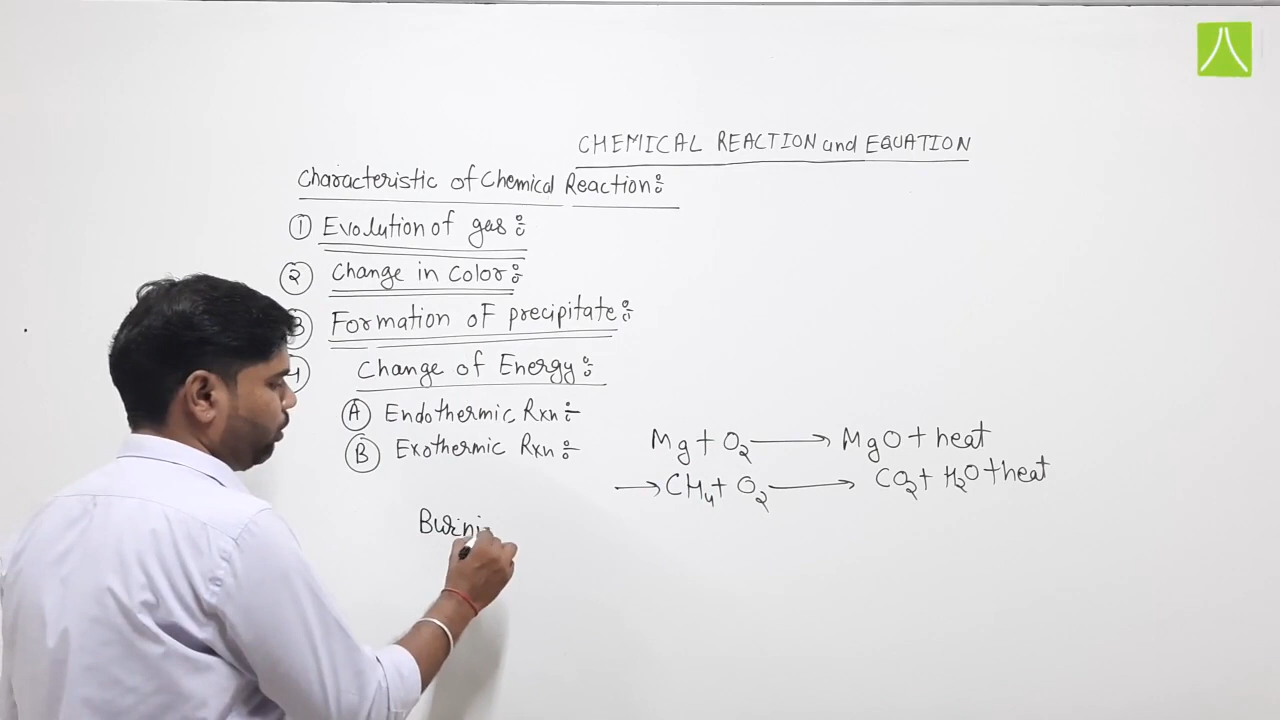 CHEMICAL REACTION and EQUATION
Characteristic of Chemical Reaction:
① Evolution of gas:
② Change in Color:
③ Formation of precipitate:
④ Change of Energy:
Ⓐ Endothermic Rxn:-
Ⓑ Exothermic Rxn:-
Mg + O₂ ⟶ MgO + heat
→ CH₄ + O₂ ⟶ CO₂ + H₂O + heat
Burni